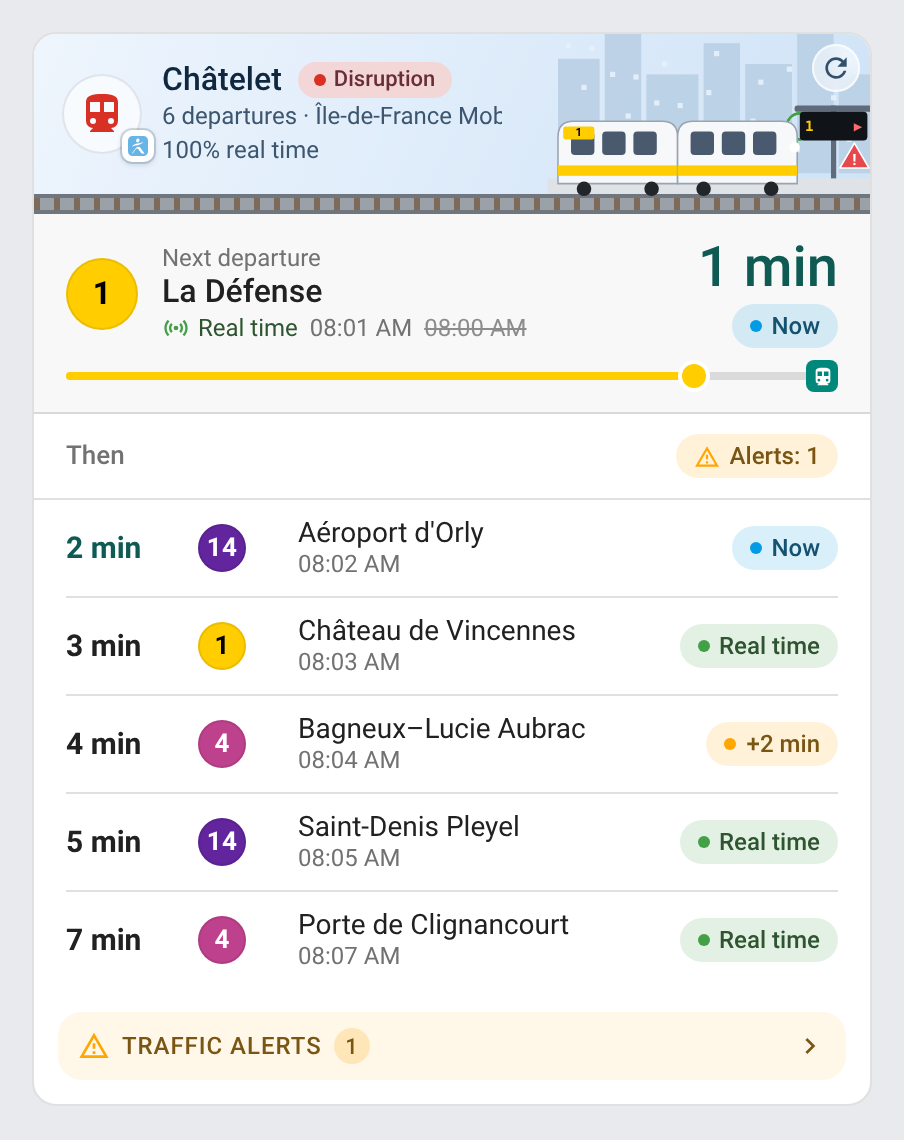 Châtelet
Disruption
6 departures · Île-de-France Mob
100% real time
1
1
1
Next departure
La Défense
Real time 08:01 AM 08:00 AM
1 min
Now
Then
Alerts: 1
2 min
14
Aéroport d'Orly
08:02 AM
Now
3 min
1
Château de Vincennes
08:03 AM
Real time
4 min
4
Bagneux–Lucie Aubrac
08:04 AM
+2 min
5 min
14
Saint-Denis Pleyel
08:05 AM
Real time
7 min
4
Porte de Clignancourt
08:07 AM
Real time
TRAFFIC ALERTS 1